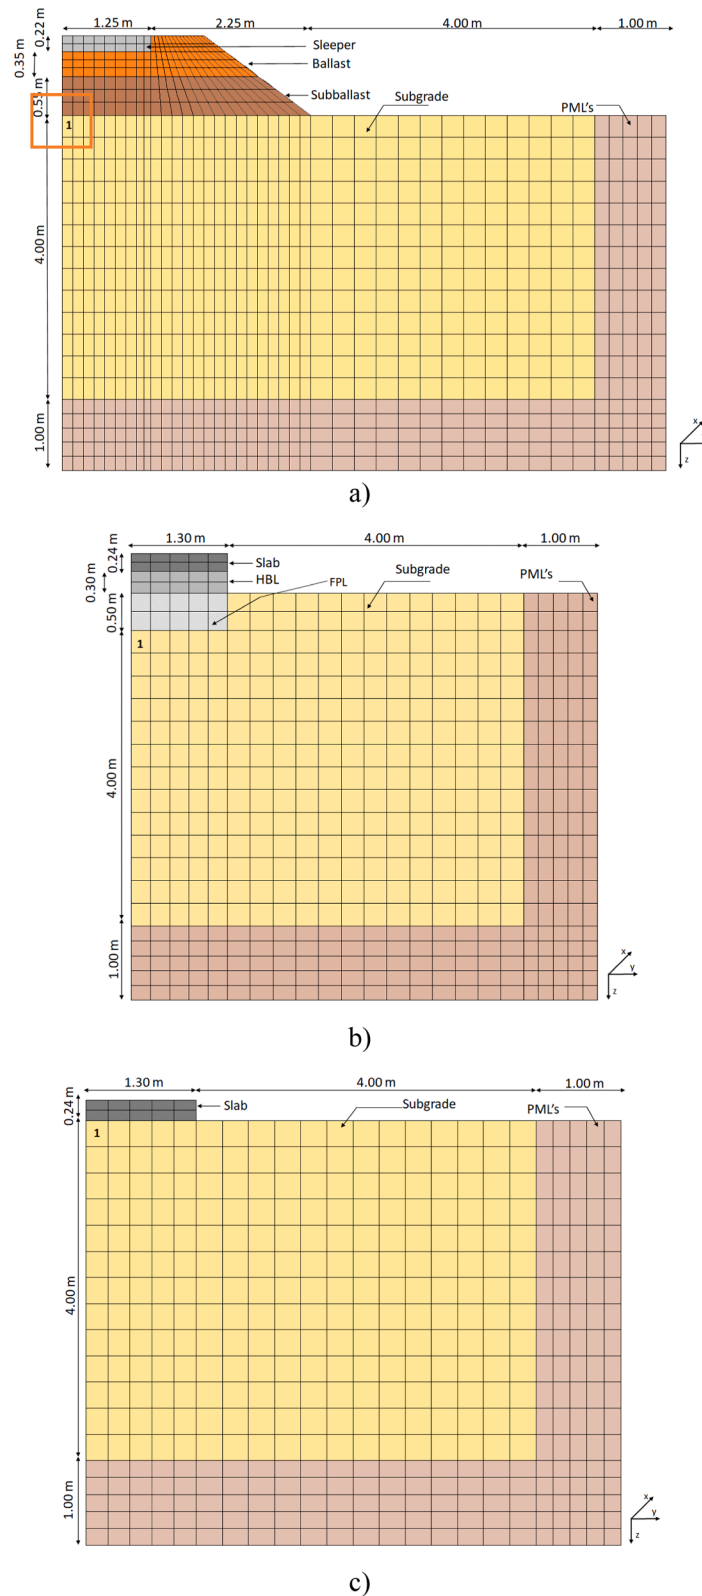 1.25 m 2.25 m 4.00 m 1.00 m
0.22 m
Sleeper
0.35 m
Ballast
0.55 m
Subballast
Subgrade
PML's
1
4.00 m
1.00 m
x
z
a)
1.30 m 4.00 m 1.00 m
0.24 m
Slab
0.30 m
HBL
FPL
Subgrade
PML's
0.50 m
1
4.00 m
1.00 m
x
y
z
b)
1.30 m 4.00 m 1.00 m
0.24 m
Slab
Subgrade
PML's
1
4.00 m
1.00 m
x
y
z
c)